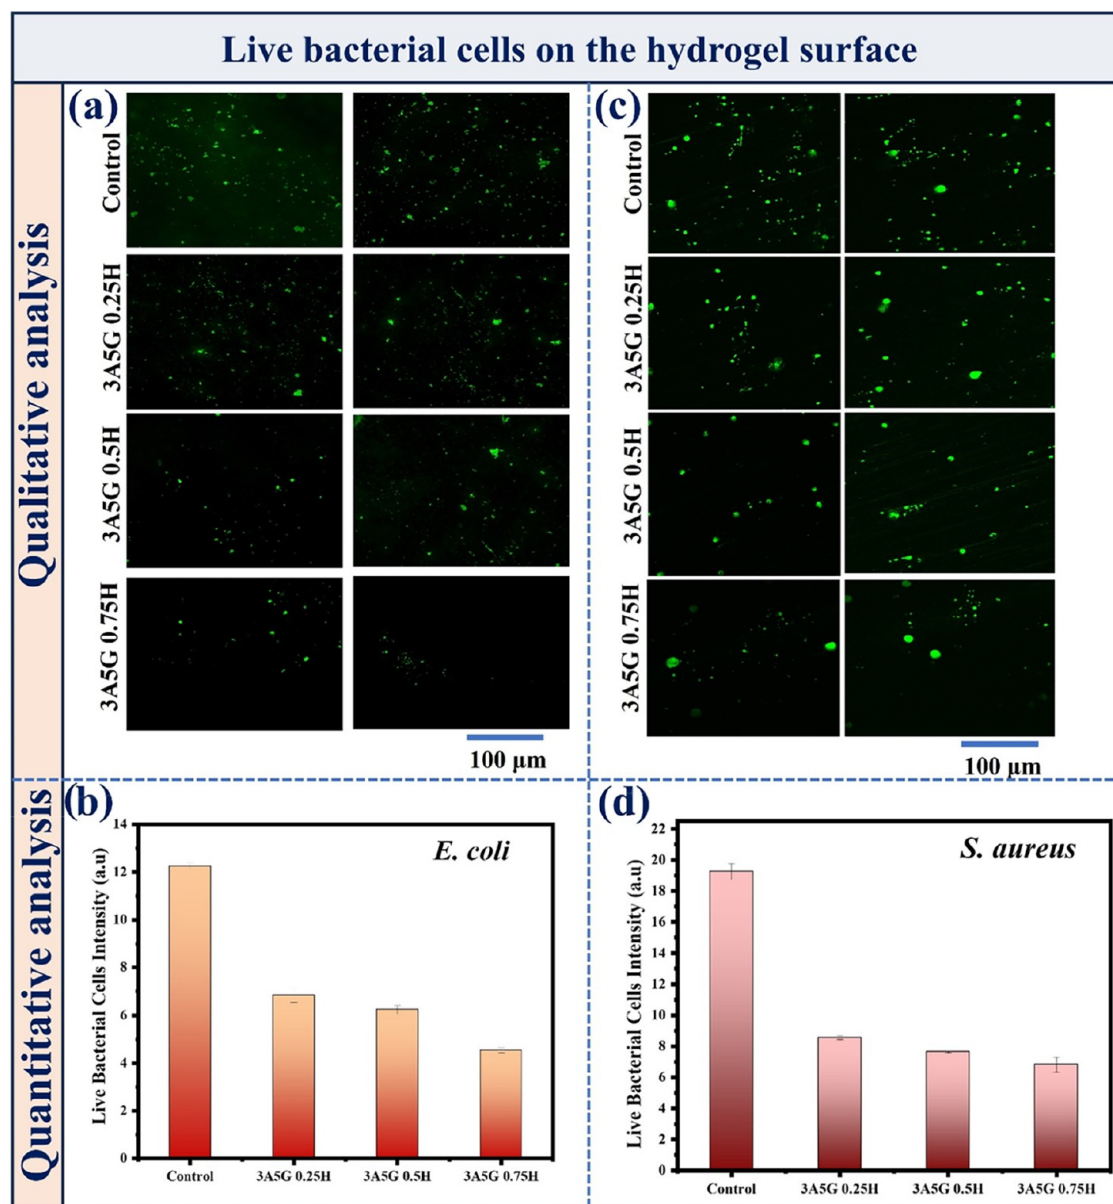 Live bacterial cells on the hydrogel surface
Qualitative analysis
(a)
Control
3A5G 0.25H
3A5G 0.5H
3A5G 0.75H
100 µm
(c)
Control
3A5G 0.25H
3A5G 0.5H
3A5G 0.75H
100 µm
Quantitative analysis
(b)
E. coli
Live Bacterial Cells Intensity (a.u)
14
12
10
8
6
4
2
0
Control 3A5G 0.25H 3A5G 0.5H 3A5G 0.75H
(d)
S. aureus
Live Bacterial Cells Intensity (a.u)
22
20
18
16
14
12
10
8
6
4
2
0
Control 3A5G 0.25H 3A5G 0.5H 3A5G 0.75H